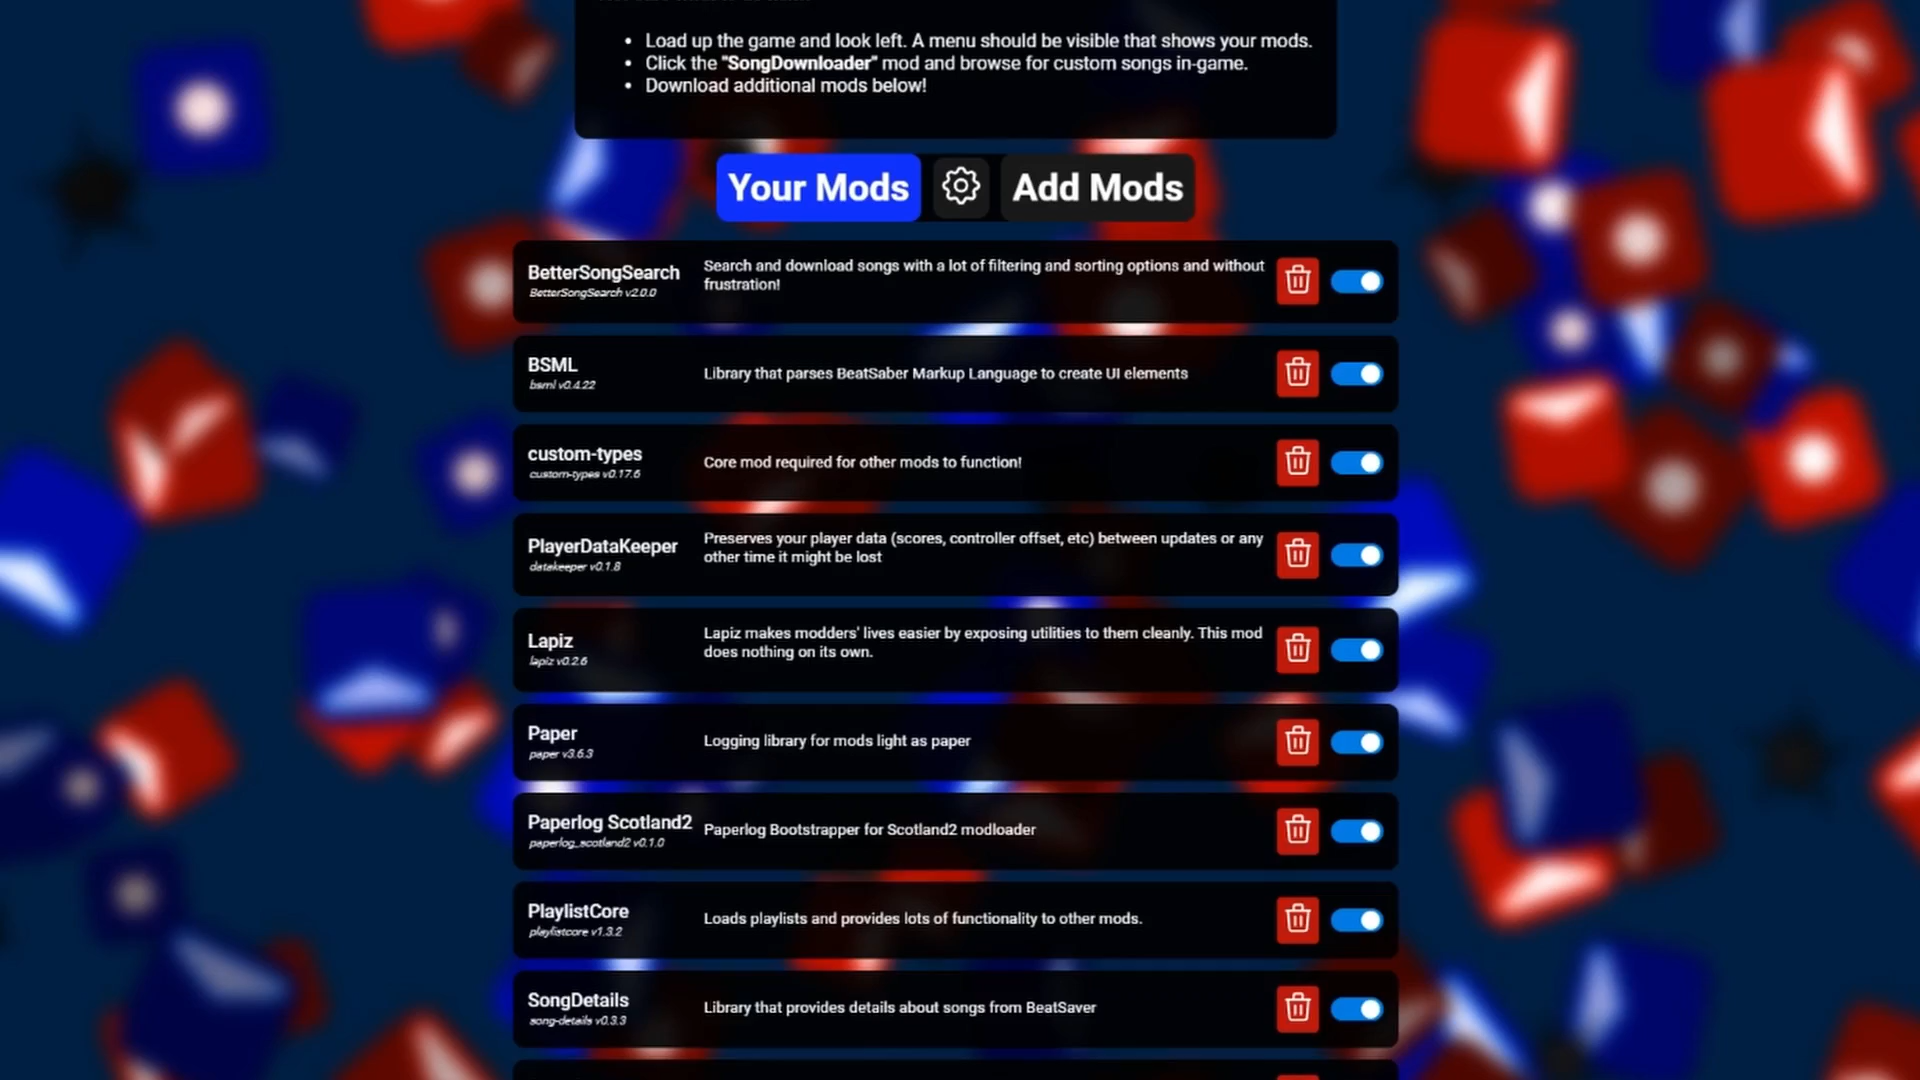 Load up the game and look left. A menu should be visible that shows your mods.
Click the "SongDownloader" mod and browse for custom songs in-game.
Download additional mods below!
Your Mods
Add Mods
BetterSongSearch
BetterSongSearch v2.0.0
Search and download songs with a lot of filtering and sorting options and without
frustration!
BSML
bsml v0.4.22
Library that parses BeatSaber Markup Language to create UI elements
custom-types
custom-types v0.17.6
Core mod required for other mods to function!
PlayerDataKeeper
datakeeper v0.1.8
Preserves your player data (scores, controller offset, etc) between updates or any
other time it might be lost
Lapiz
lapiz v0.2.6
Lapiz makes modders' lives easier by exposing utilities to them cleanly. This mod
does nothing on its own.
Paper
paper v3.6.3
Logging library for mods light as paper
Paperlog Scotland2
paperlog_scotland2 v0.1.0
Paperlog Bootstrapper for Scotland2 modloader
PlaylistCore
playlistcore v1.3.2
Loads playlists and provides lots of functionality to other mods.
SongDetails
song-details v0.3.3
Library that provides details about songs from BeatSaver